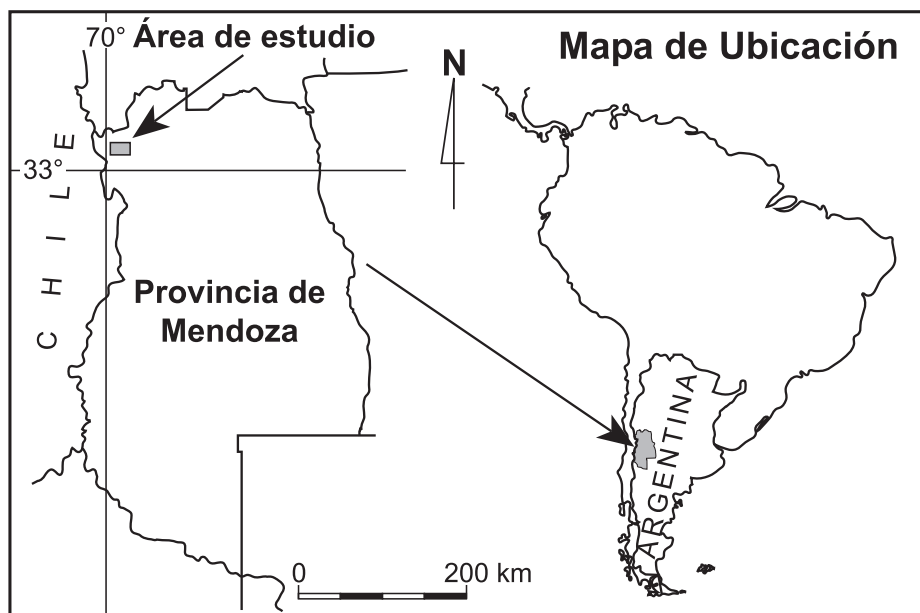 70° Área de estudio
Mapa de Ubicación
N
33°
CHILE
Provincia de
Mendoza
ARGENTINA
0
200 km